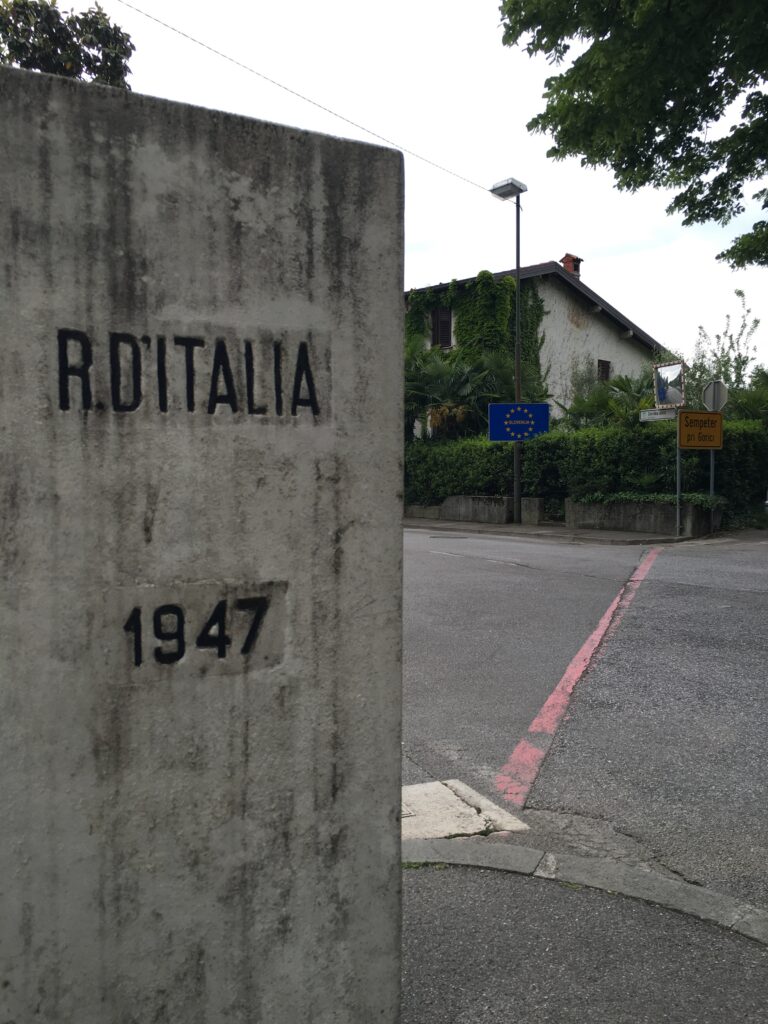 R.D'ITALIA
1947
SLOVENIJA
Šempeter
pri Gorici